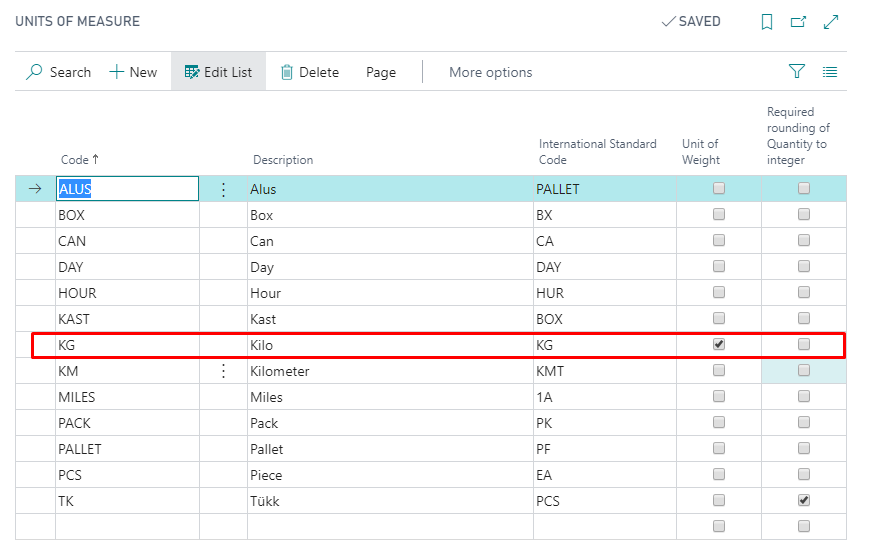 UNITS OF MEASURE SAVED
Search New Edit List Delete Page More options
Code Description International Standard Code Unit of Weight Required rounding of Quantity to integer
ALUS Alus PALLET
BOX Box BX
CAN Can CA
DAY Day DAY
HOUR Hour HUR
KAST Kast BOX
KG Kilo KG
KM Kilometer KMT
MILES Miles 1A
PACK Pack PK
PALLET Pallet PF
PCS Piece EA
TK Tükk PCS